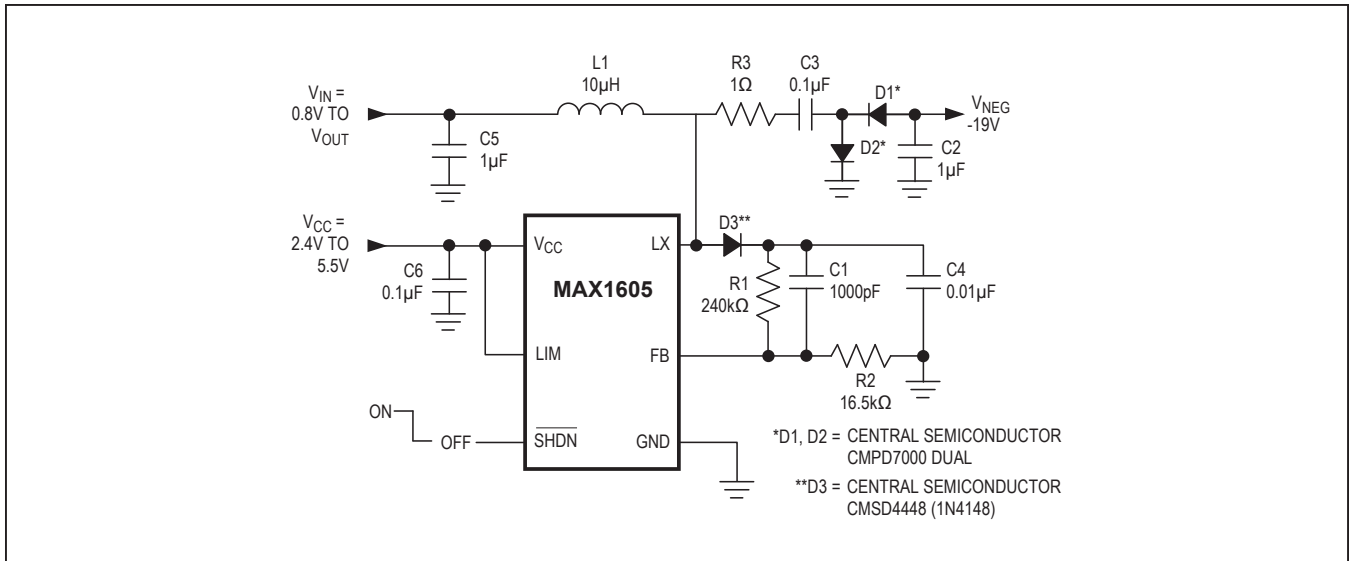 L1
10µH
R3
1Ω
C3
0.1µF
D1*
V_NEG
-19V
V_IN =
0.8V TO
V_OUT
C5
1µF
D2*
C2
1µF
V_CC =
2.4V TO
5.5V
C6
0.1µF
V_CC
LX
MAX1605
LIM
FB
SHDN
GND
D3**
R1
240kΩ
C1
1000pF
C4
0.01µF
R2
16.5kΩ
ON
OFF
*D1, D2 = CENTRAL SEMICONDUCTOR
CMPD7000 DUAL
**D3 = CENTRAL SEMICONDUCTOR
CMSD4448 (1N4148)